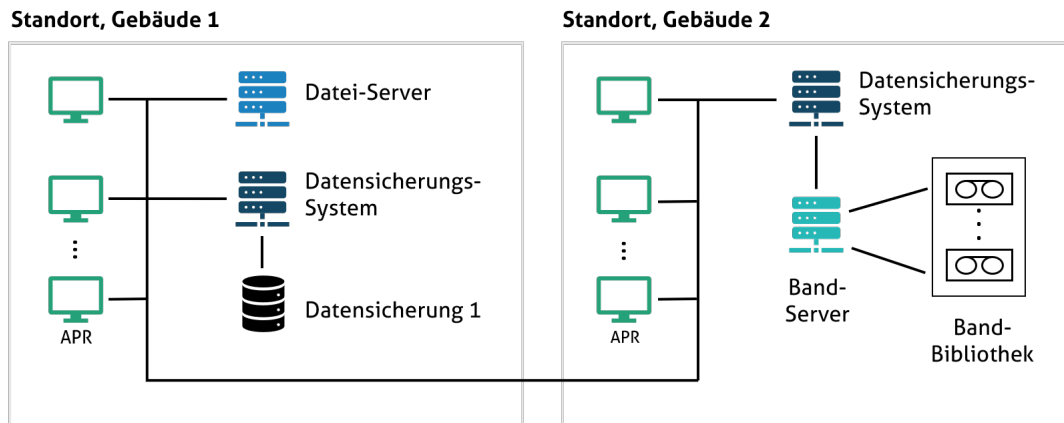 Standort, Gebäude 1
Datei-Server
Datensicherungs-
System
Datensicherung 1
APR
Standort, Gebäude 2
Datensicherungs-
System
Band-
Server
Band-
Bibliothek
APR